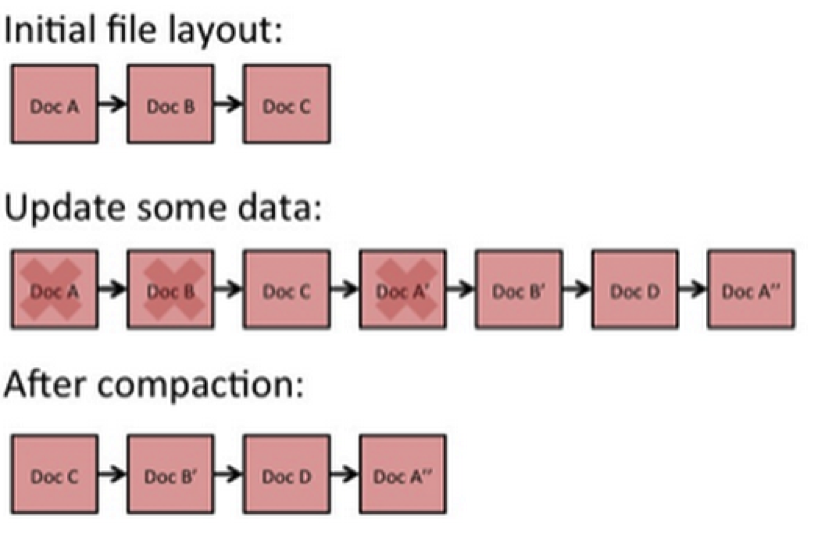 Initial file layout:
Doc A Doc B Doc C
Update some data:
Doc A Doc B Doc C Doc A' Doc B' Doc D Doc A''
After compaction:
Doc C Doc B' Doc D Doc A''